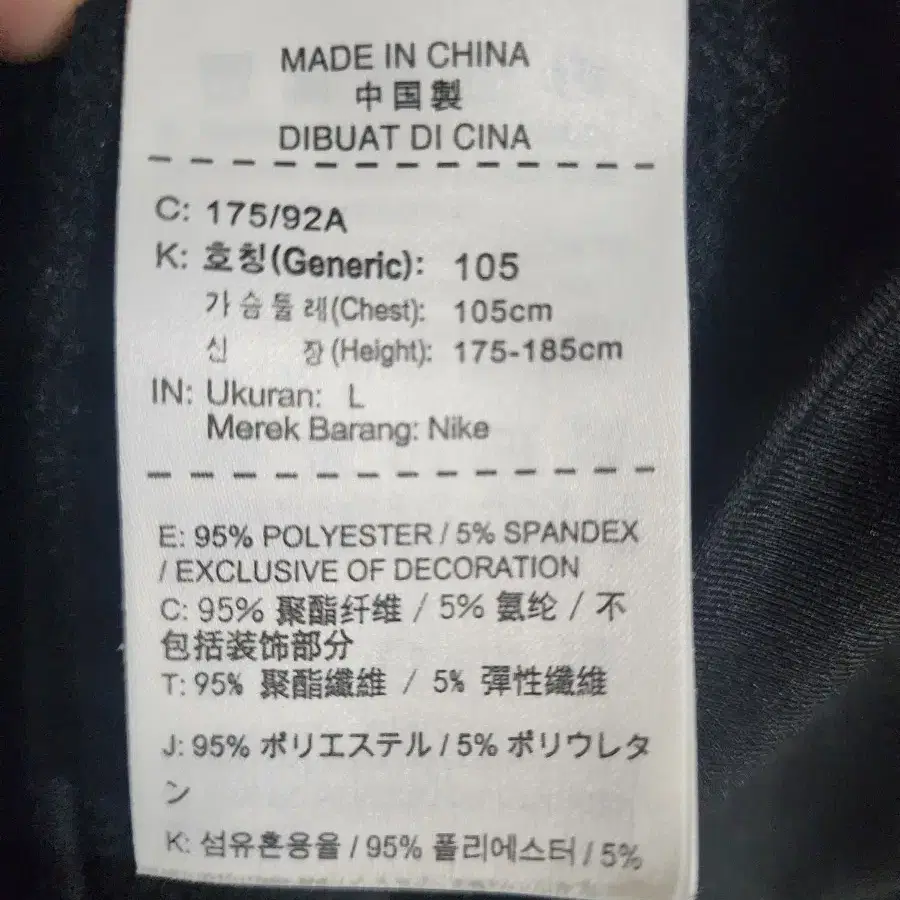 MADE IN CHINA
中国製
DIBUAT DI CINA
C: 175/92A
K: 호칭(Generic): 105
가슴둘레(Chest): 105cm
신 장(Height): 175-185cm
IN: Ukuran: L
Merek Barang: Nike
E: 95% POLYESTER / 5% SPANDEX
/ EXCLUSIVE OF DECORATION
C: 95% 聚酯纤维 / 5% 氨纶 / 不
包括装饰部分
T: 95% 聚酯纖維 / 5% 彈性纖維
J: 95% ポリエステル / 5% ポリウレタ
ン
K: 섬유혼용율 / 95% 폴리에스터 / 5%